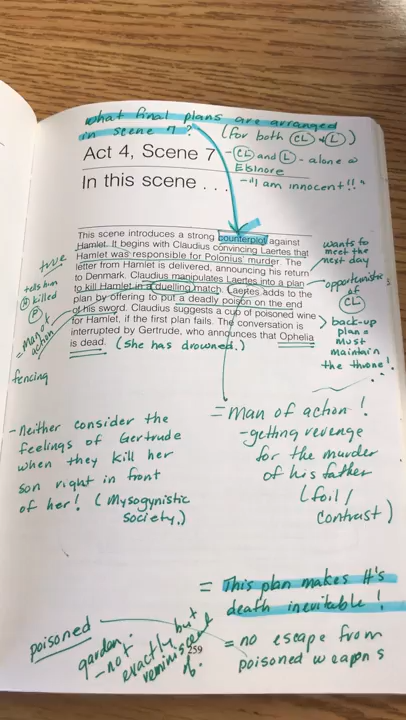 what final plans are arranged
in scene 7?
(for both CL & L)
Act 4, Scene 7
- CL and L - alone @
Elsinore
- "I am innocent!!"
In this scene . . .
This scene introduces a strong counterplot against
Hamlet. It begins with Claudius convincing Laertes that
Hamlet was responsible for Polonius' murder. The
letter from Hamlet is delivered, announcing his return
to Denmark. Claudius manipulates Laertes into a plan
to kill Hamlet in a duelling match. Laertes adds to the
plan by offering to put a deadly poison on the end
of his sword. Claudius suggests a cup of poisoned wine
for Hamlet, if the first plan fails. The conversation is
interrupted by Gertrude, who announces that Ophelia
is dead. (she has drowned.)
true
tells him
H killed
P
= man of
action
fencing
wants to
meet the
next day
opportunistic
of
CL
back-up
plan =
must
maintain
the throne!
- Neither consider the
feelings of Gertrude
when they kill her
son right in front
of her! (Mysogynistic
society.)
= man of action!
- getting revenge
for the murder
of his father
(foil/
contrast)
= This plan makes H's
death inevitable!
= no escape from
poisoned weapons
poisoned
garden
- not
exactly but
reminiscent
of.
259